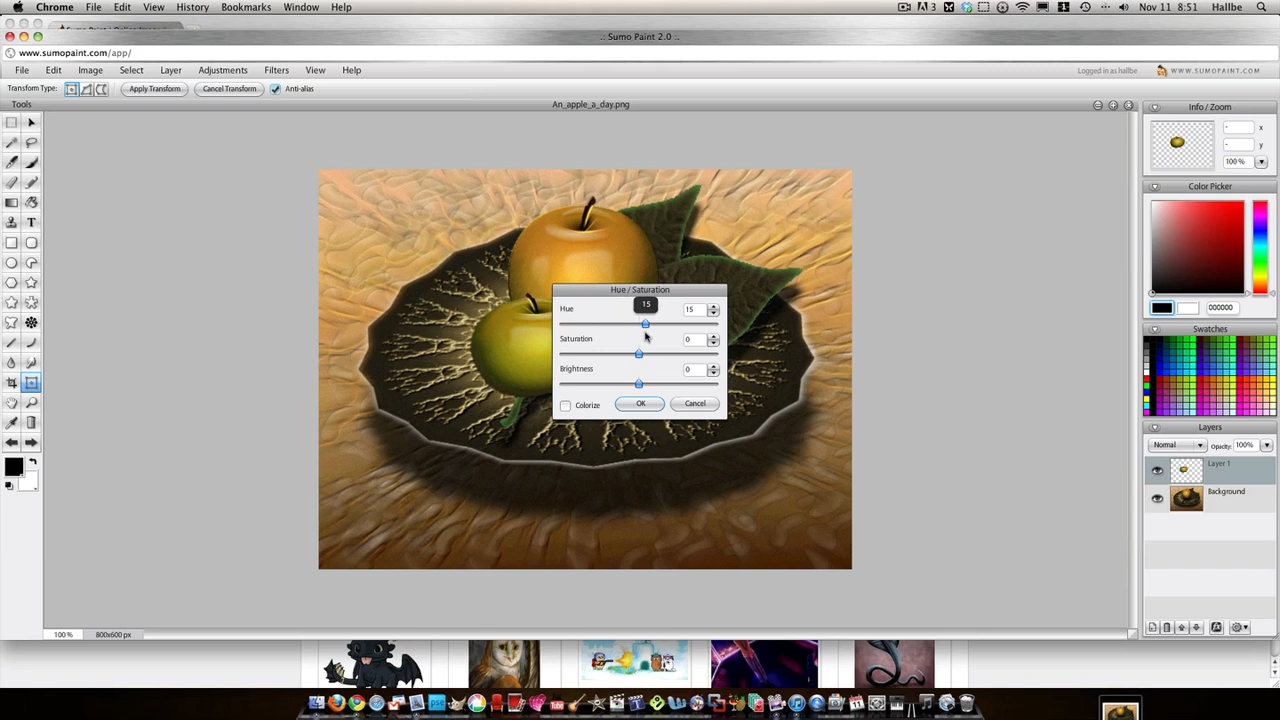 Chrome File Edit View History Bookmarks Window Help
3 1 Nov 11 8:51 Hallbe
.: Sumo Paint 2.0 :.
www.sumopaint.com/app/
File Edit Image Select Layer Adjustments Filters View Help
Logged in as hallbe WWW.SUMOPAINT.COM
Transform Type: Apply Transform Cancel Transform Anti-alias
Tools
An_apple_a_day.png
Info / Zoom
- x
- y
100 %
Color Picker
000000
Swatches
Layers
Normal Opacity: 100%
Layer 1
Background
Hue / Saturation
15
Hue 15
Saturation 0
Brightness 0
Colorize OK Cancel
T
100 % 800x600 px